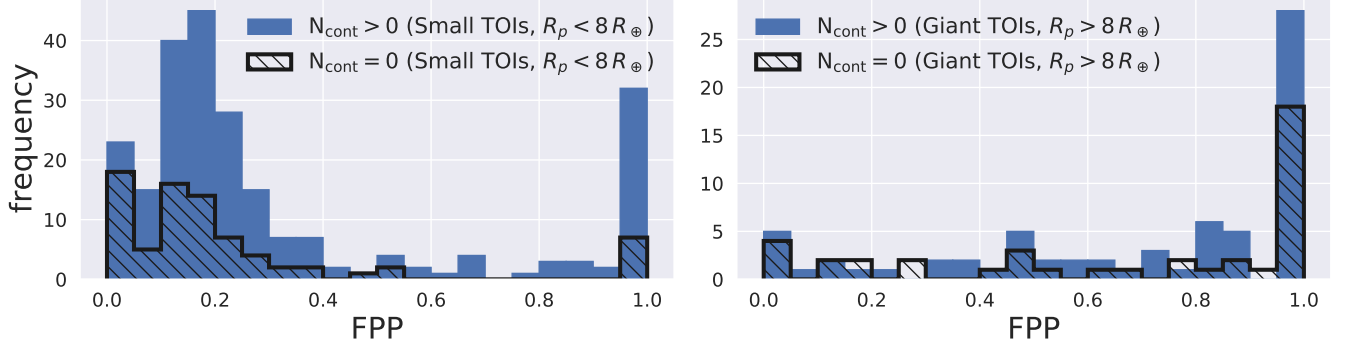 frequency
40
30
20
10
0
N_cont > 0 (Small TOIs, R_p < 8 R_⊕)
N_cont = 0 (Small TOIs, R_p < 8 R_⊕)
0.0 0.2 0.4 0.6 0.8 1.0
FPP
25
20
15
10
5
0
N_cont > 0 (Giant TOIs, R_p > 8 R_⊕)
N_cont = 0 (Giant TOIs, R_p > 8 R_⊕)
0.0 0.2 0.4 0.6 0.8 1.0
FPP